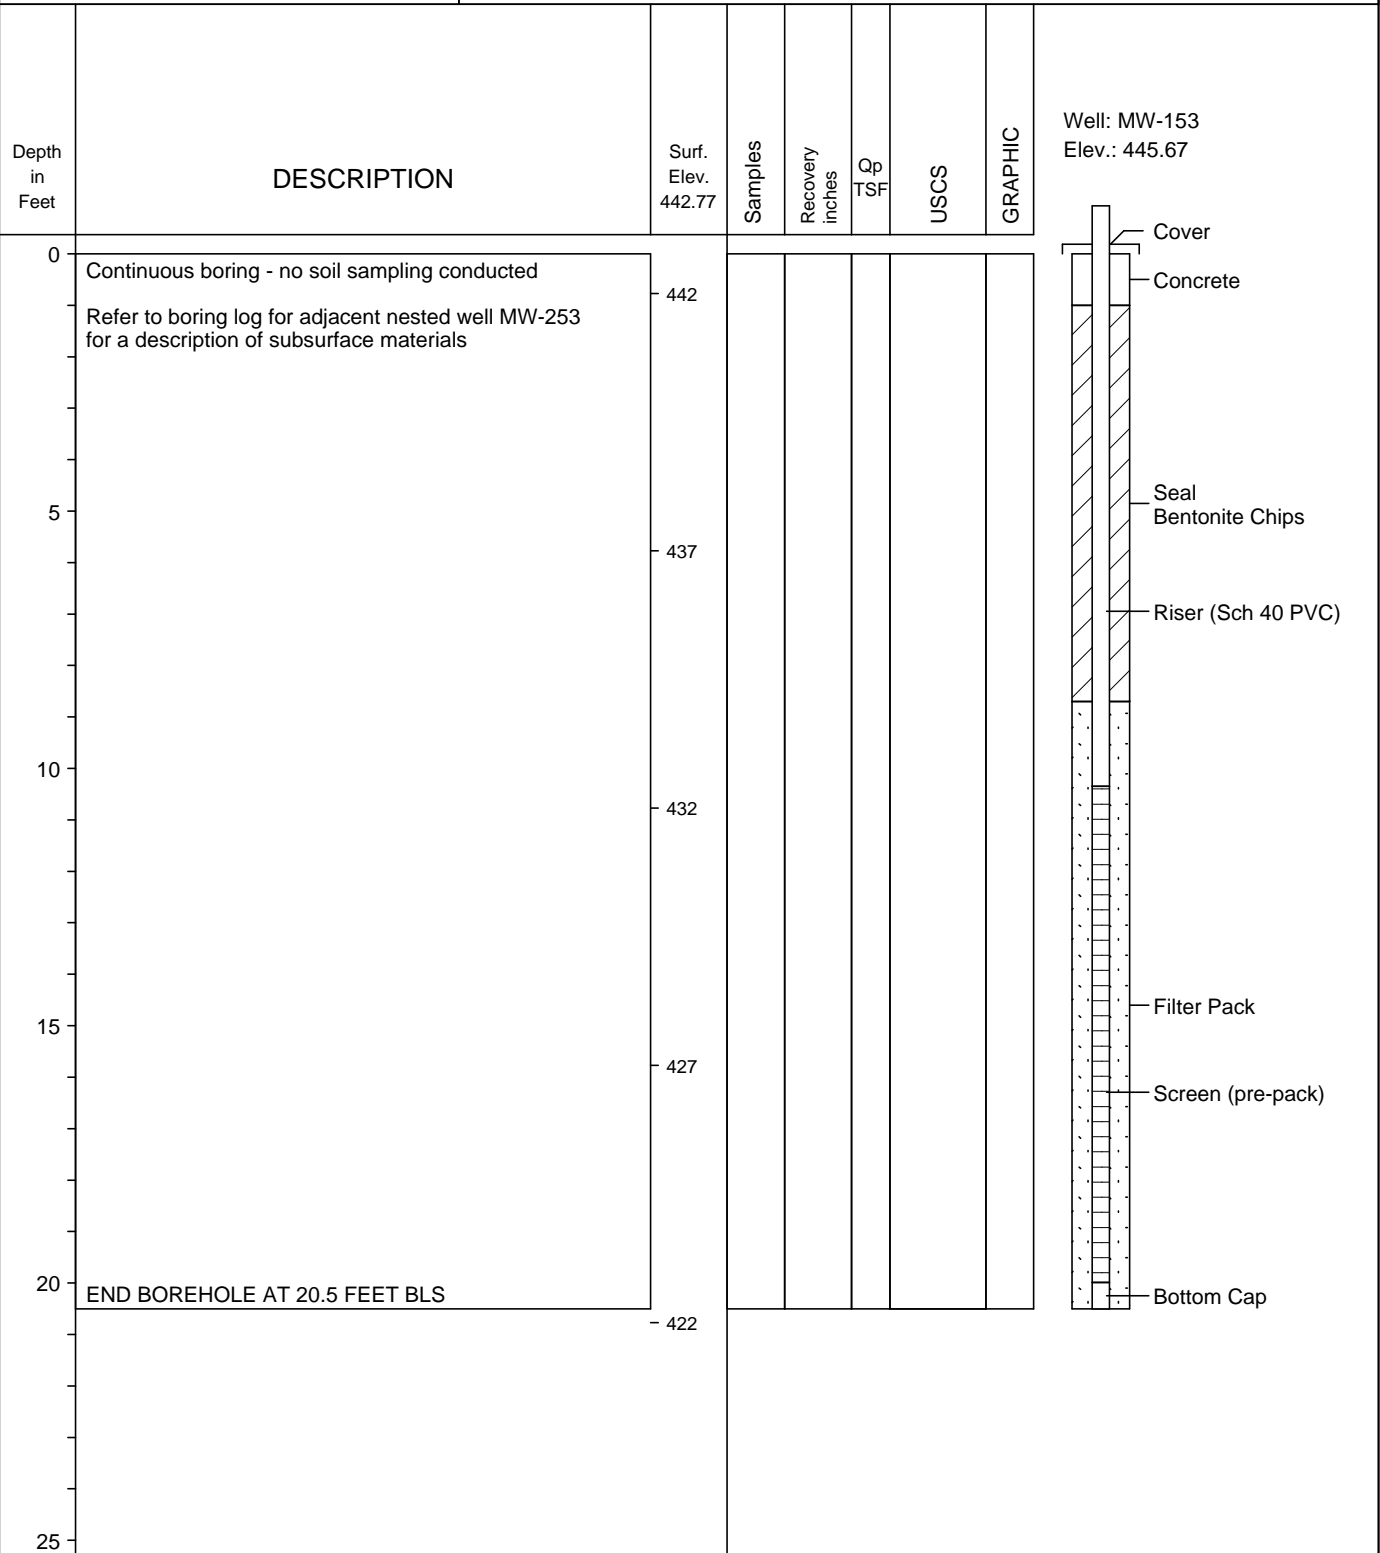 Depth
in
Feet
DESCRIPTION
Surf.
Elev.
442.77
Samples
Recovery
inches
Qp
TSF
USCS
GRAPHIC
Well: MW-153
Elev.: 445.67
Cover
0
Continuous boring - no soil sampling conducted
Concrete
442
Refer to boring log for adjacent nested well MW-253
for a description of subsurface materials
Seal
Bentonite Chips
5
437
Riser (Sch 40 PVC)
10
432
Filter Pack
15
427
Screen (pre-pack)
20
END BOREHOLE AT 20.5 FEET BLS
Bottom Cap
422
25